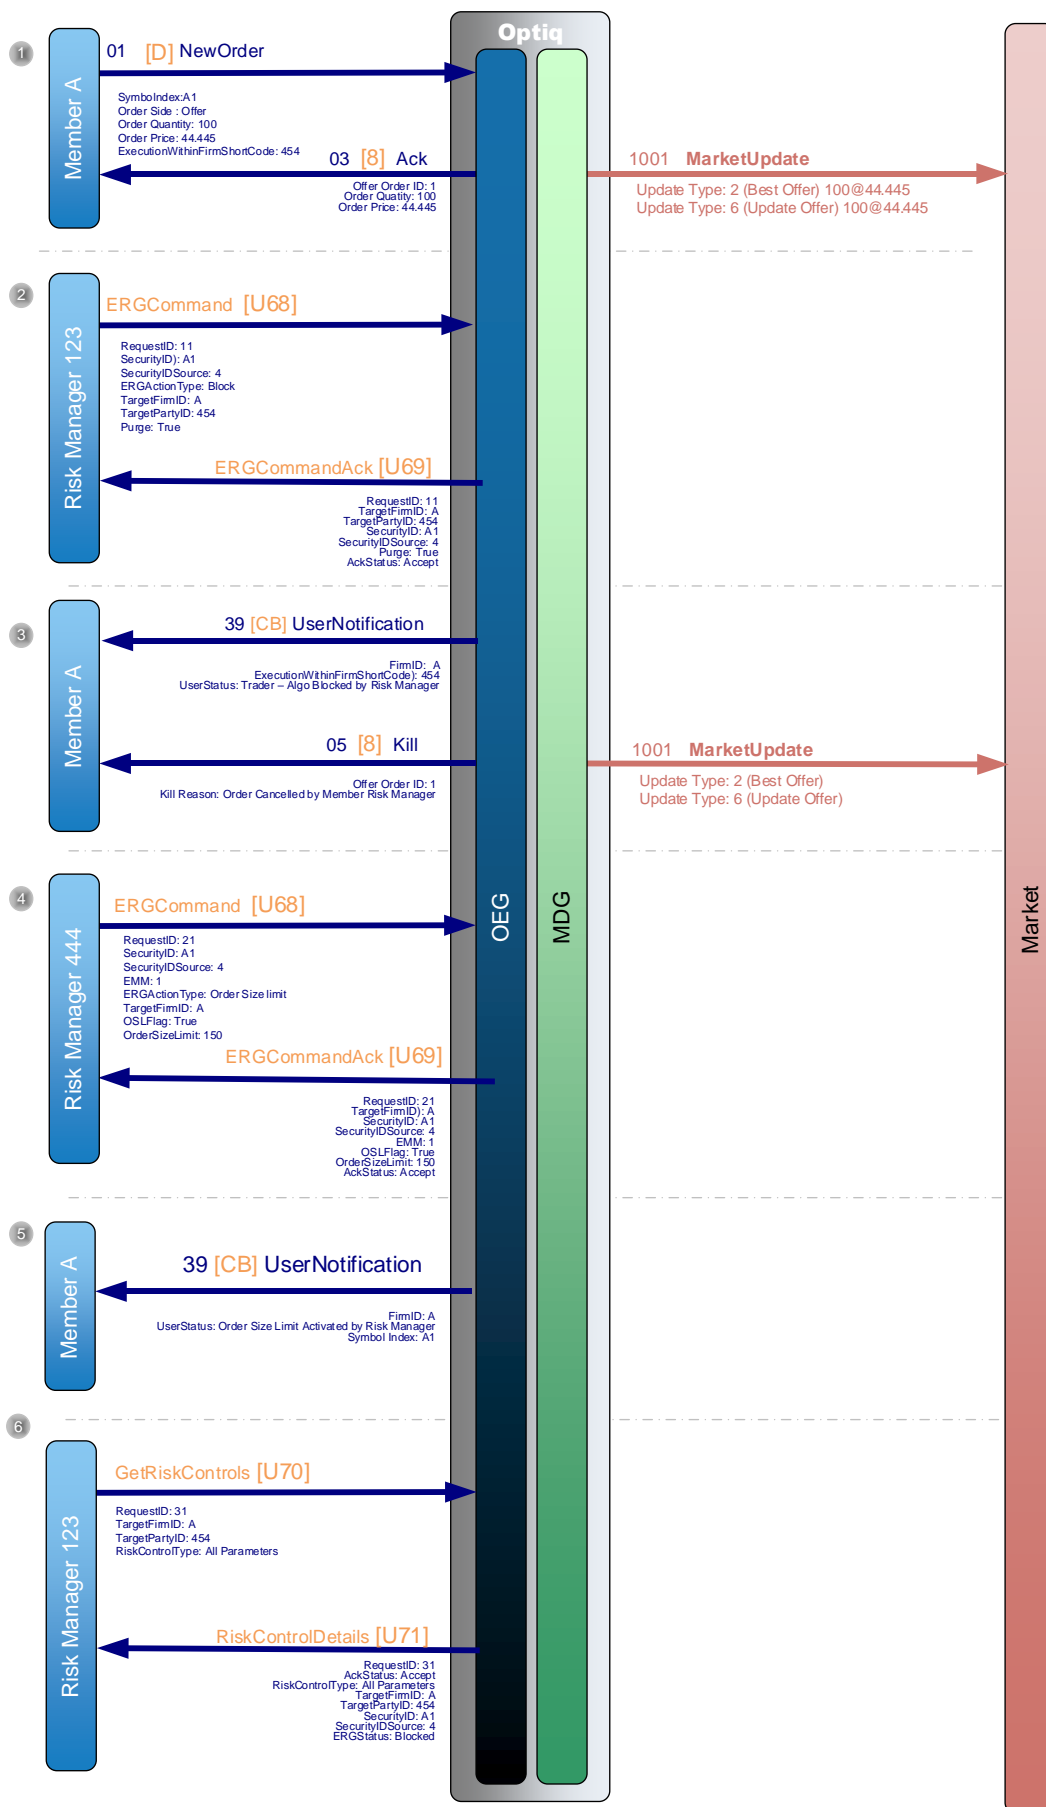 Optiq
1
Member A
01 [D] NewOrder
SymboIndex:A1
Order Side : Offer
Order Quantity: 100
Order Price: 44.445
ExecutionWithinFirmShortCode: 454
03 [8] Ack
Offer Order ID: 1
Order Quatity: 100
Order Price: 44.445
1001 MarketUpdate
Update Type: 2 (Best Offer) 100@44.445
Update Type: 6 (Update Offer) 100@44.445
2
Risk Manager 123
ERGCommand [U68]
RequestID: 11
SecurityID): A1
SecurityIDSource: 4
ERGActionType: Block
TargetFirmID: A
TargetPartyID: 454
Purge: True
ERGCommandAck [U69]
RequestID: 11
TargetFirmID: A
TargetPartyID: 454
SecurityID: A1
SecurityIDSource: 4
Purge: True
AckStatus: Accept
3
Member A
39 [CB] UserNotification
FirmID: A
ExecutionWithinFirmShortCode): 454
UserStatus: Trader – Algo Blocked by Risk Manager
05 [8] Kill
Offer Order ID: 1
Kill Reason: Order Cancelled by Member Risk Manager
1001 MarketUpdate
Update Type: 2 (Best Offer)
Update Type: 6 (Update Offer)
4
Risk Manager 444
ERGCommand [U68]
RequestID: 21
SecurityID: A1
SecurityIDSource: 4
EMM: 1
ERGActionType: Order Size limit
TargetFirmID: A
OSLFlag: True
OrderSizeLimit: 150
OEG
MDG
Market
ERGCommandAck [U69]
RequestID: 21
TargetFirmID): A
SecurityID: A1
SecurityIDSource: 4
EMM: 1
OSLFlag: True
OrderSizeLimit: 150
AckStatus: Accept
5
Member A
39 [CB] UserNotification
FirmID: A
UserStatus: Order Size Limit Activated by Risk Manager
Symbol Index: A1
6
Risk Manager 123
GetRiskControls [U70]
RequestID: 31
TargetFirmID: A
TargetPartyID: 454
RiskControlType: All Parameters
RiskControlDetails [U71]
RequestID: 31
AckStatus: Accept
RiskControlType: All Parameters
TargetFirmID: A
TargetPartyID: 454
SecurityID: A1
SecurityIDSource: 4
ERGStatus: Blocked